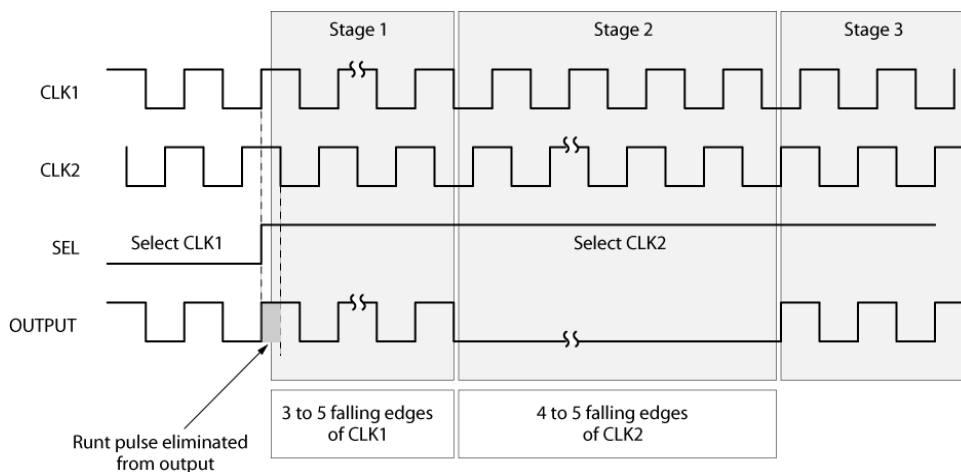 Stage 1
Stage 2
Stage 3
CLK1
CLK2
SEL
Select CLK1
Select CLK2
OUTPUT
3 to 5 falling edges
of CLK1
4 to 5 falling edges
of CLK2
Runt pulse eliminated
from output